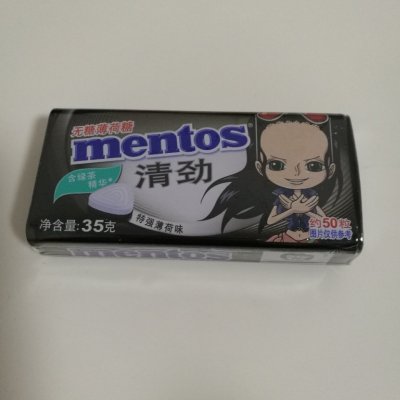 无糖薄荷糖
mentos
清劲
含绿茶
精华*
特强薄荷味
净含量:35克
约50粒
图片仅供参考
mentos